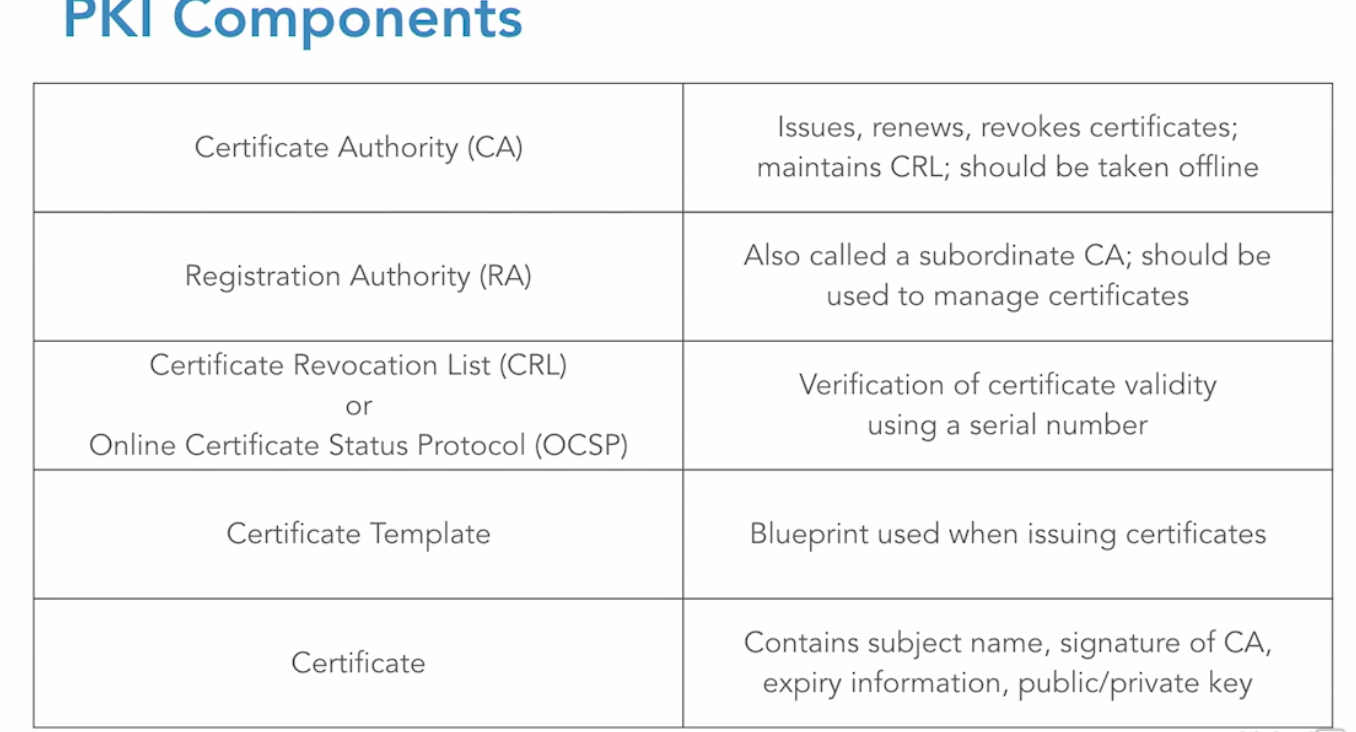 PKI Components
Certificate Authority (CA)
Issues, renews, revokes certificates;
maintains CRL; should be taken offline
Registration Authority (RA)
Also called a subordinate CA; should be
used to manage certificates
Certificate Revocation List (CRL)
or
Online Certificate Status Protocol (OCSP)
Verification of certificate validity
using a serial number
Certificate Template
Blueprint used when issuing certificates
Certificate
Contains subject name, signature of CA,
expiry information, public/private key